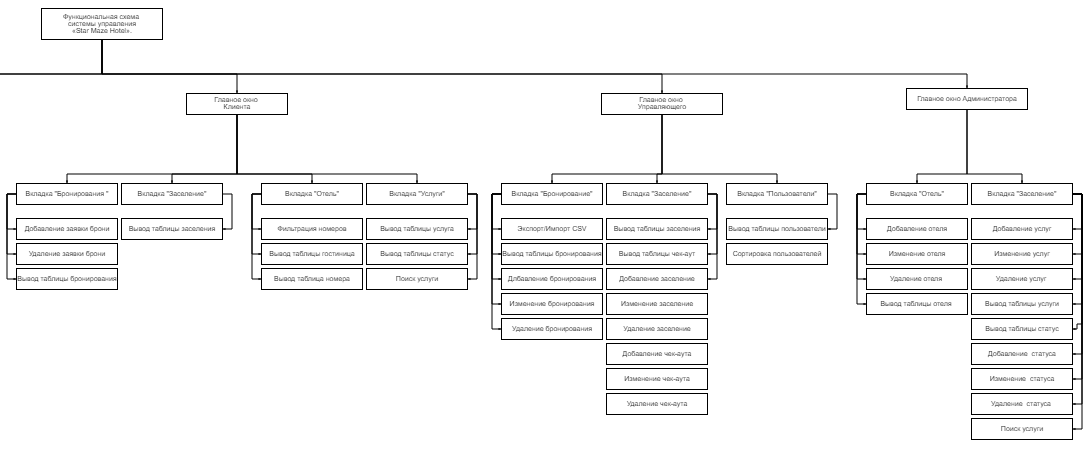 Функциональная схема
системы управления
«Star Maze Hotel».
Главное окно
Клиента
Главное окно
Управляющего
Главное окно Администратора
Вкладка "Бронирования "
Вкладка "Заселение"
Вкладка "Отель"
Вкладка "Услуги"
Вкладка "Бронирование"
Вкладка "Заселение"
Вкладка "Пользователи"
Вкладка "Отель"
Вкладка "Заселение"
Добавление заявки брони
Вывод таблицы заселения
Фильтрация номеров
Вывод таблицы услуга
Экспорт/Импорт CSV
Вывод таблицы заселения
Вывод таблицы пользователи
Добавление отеля
Добавление услуг
Удаление заявки брони
Вывод таблицы гостиница
Вывод таблицы статус
Вывод таблицы бронирования
Вывод таблицы чек-аут
Сортировка пользователей
Изменение отеля
Изменение услуг
Вывод таблицы бронирования
Вывод таблица номера
Поиск услуги
Длбавление бронирования
Добавление заселение
Удаление отеля
Удаление услуг
Изменение бронирования
Изменение заселение
Вывод таблицы отеля
Вывод таблицы услуги
Удаление бронирования
Удаление заселение
Вывод таблицы статус
Добавление чек-аута
Добавление статуса
Изменение чек-аута
Изменение статуса
Удаление чек-аута
Удаление статуса
Поиск услуги